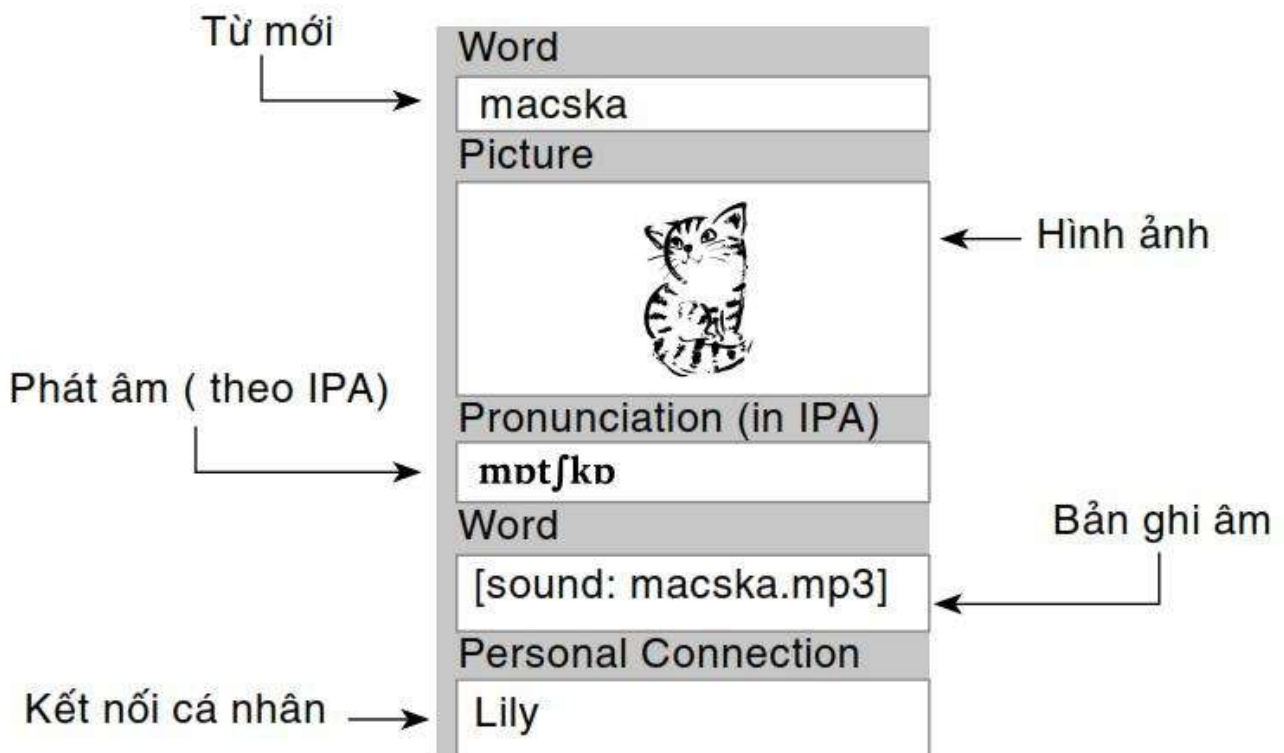 Từ mới
Word
macska
Picture
Hình ảnh
Phát âm ( theo IPA)
Pronunciation (in IPA)
mɒtʃkɒ
Word
Bản ghi âm
[sound: macska.mp3]
Personal Connection
Kết nối cá nhân
Lily